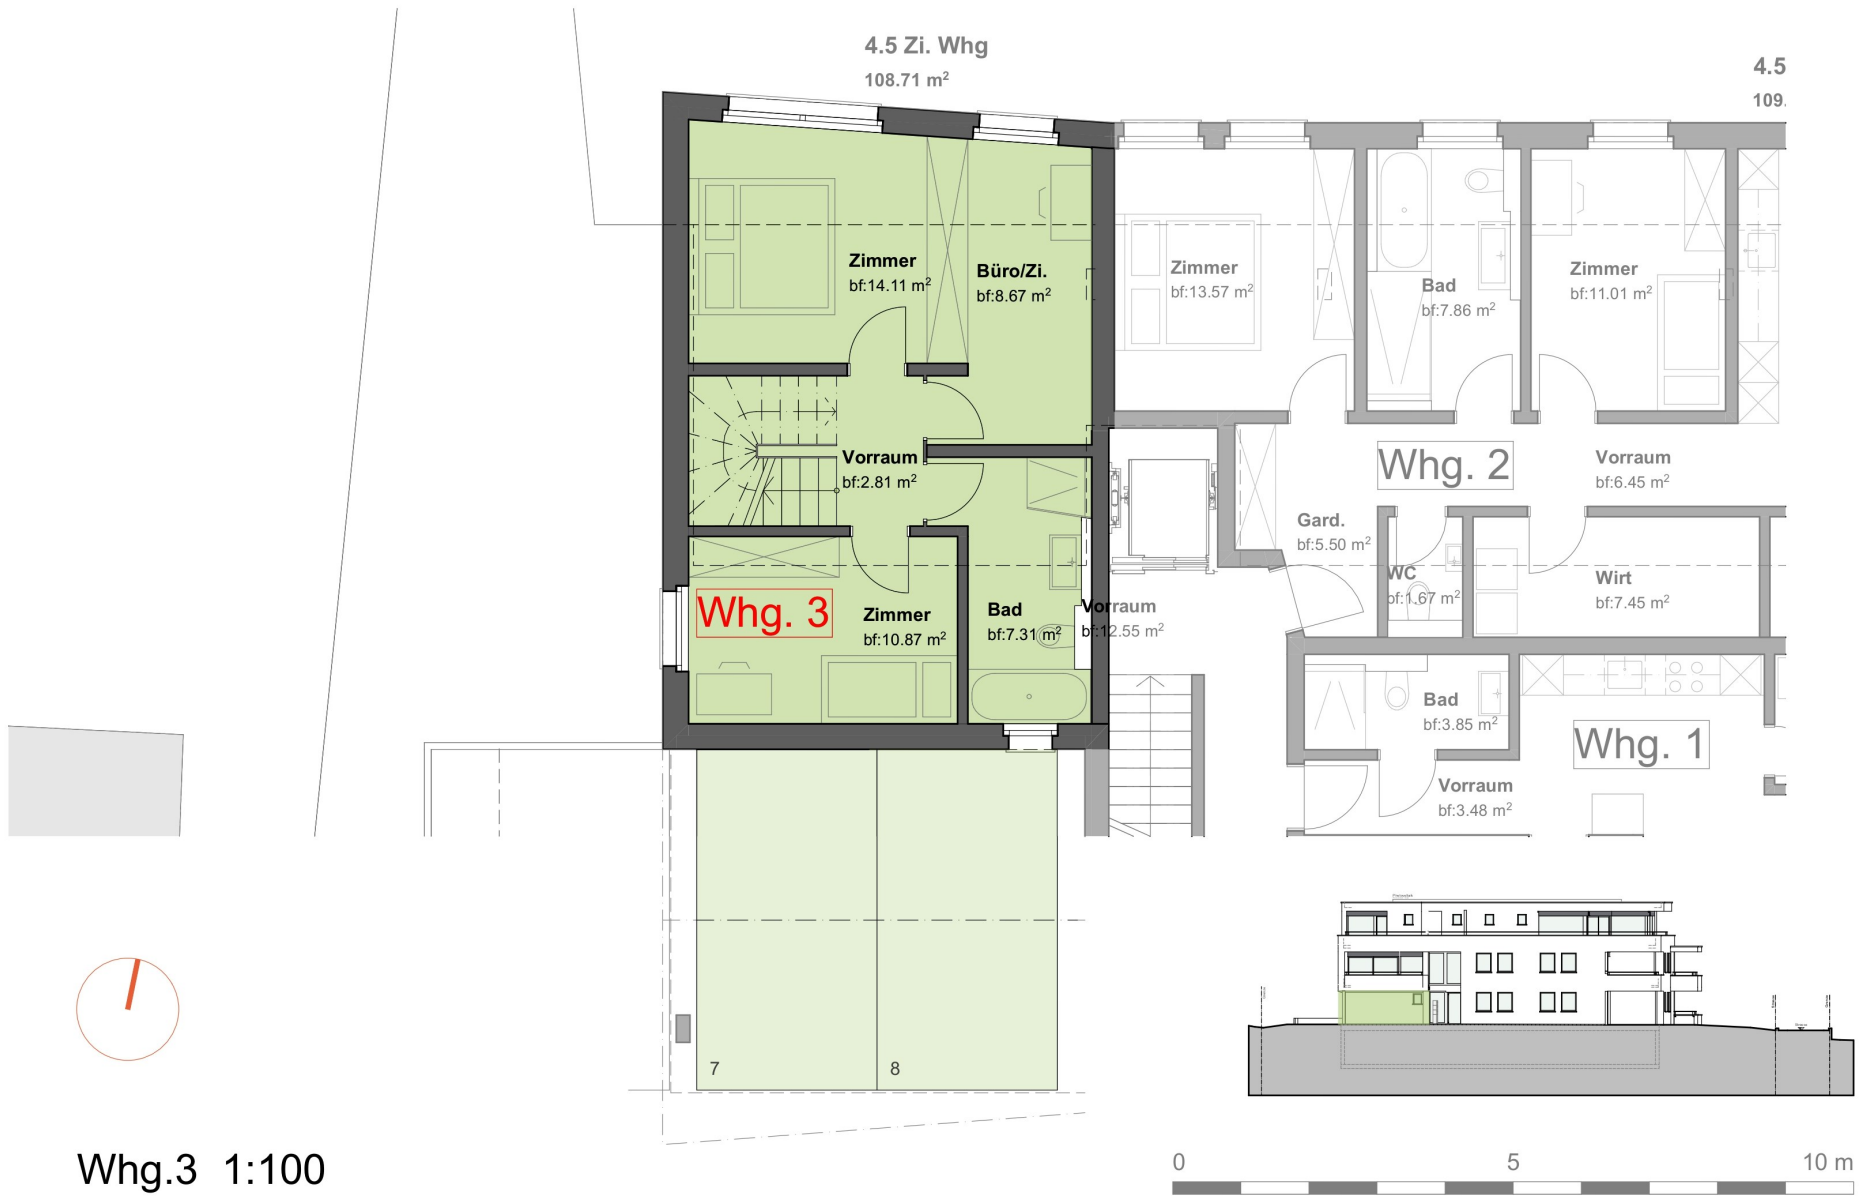 4.5 Zi. Whg
108.71 m²
4.5
109.
Zimmer
bf:14.11 m²
Büro/Zi.
bf:8.67 m²
Zimmer
bf:13.57 m²
Bad
bf:7.86 m²
Zimmer
bf:11.01 m²
Vorraum
bf:2.81 m²
Whg. 2
Vorraum
bf:6.45 m²
Gard.
bf:5.50 m²
WC
bf:1.67 m²
Wirt
bf:7.45 m²
Whg. 3
Zimmer
bf:10.87 m²
Bad
bf:7.31 m²
Vorraum
bf:12.55 m²
Bad
bf:3.85 m²
Whg. 1
Vorraum
bf:3.48 m²
7
8
Whg.3 1:100
0 5 10 m